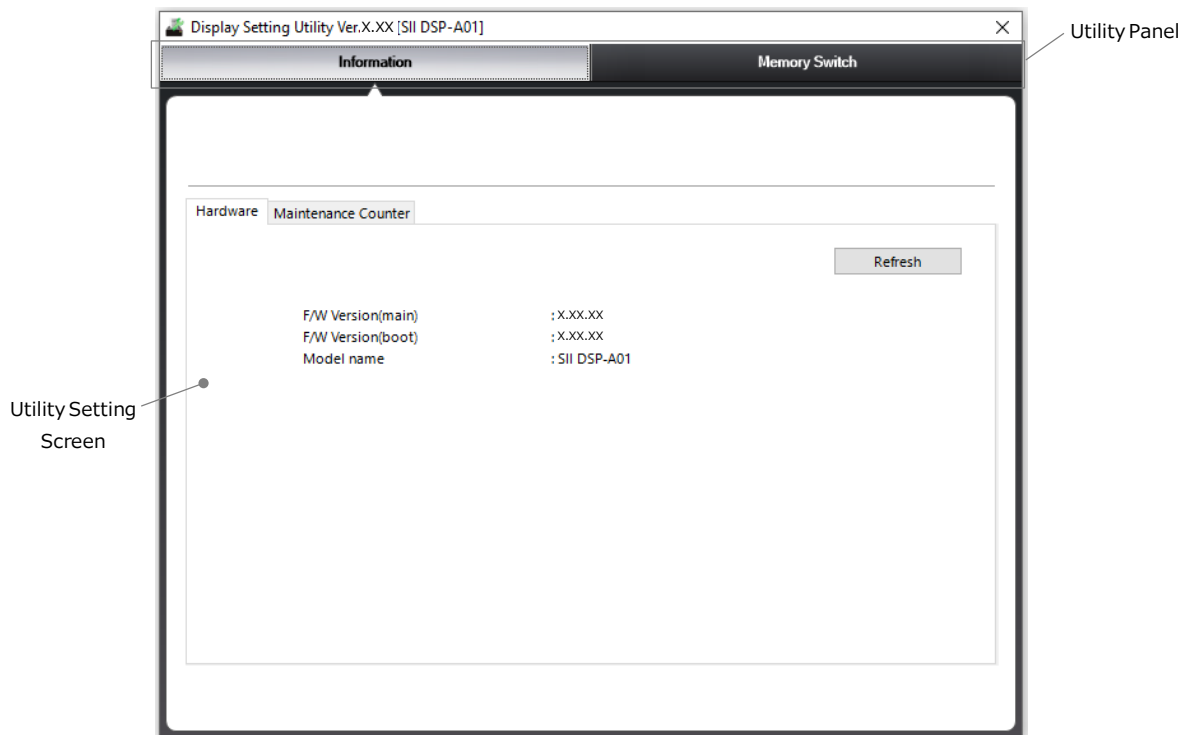 Display Setting Utility Ver.X.XX [SII DSP-A01]
Utility Panel
Information
Memory Switch
Hardware
Maintenance Counter
Refresh
F/W Version(main) : X.XX.XX
F/W Version(boot) : X.XX.XX
Model name : SII DSP-A01
Utility Setting
Screen